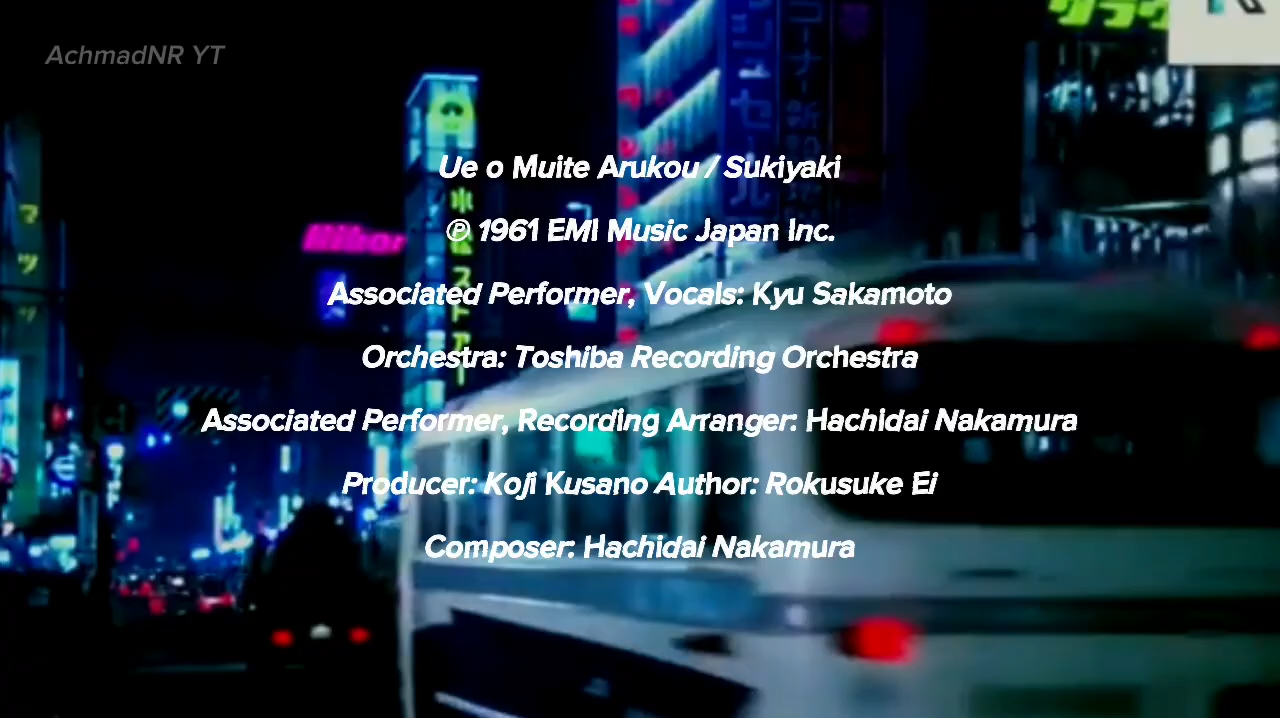 AchmadNR YT
Ue o Muite Arukou / Sukiyaki
℗ 1961 EMI Music Japan Inc.
Associated Performer, Vocals: Kyu Sakamoto
Orchestra: Toshiba Recording Orchestra
Associated Performer, Recording Arranger: Hachidai Nakamura
Producer: Koji Kusano Author: Rokusuke Ei
Composer: Hachidai Nakamura